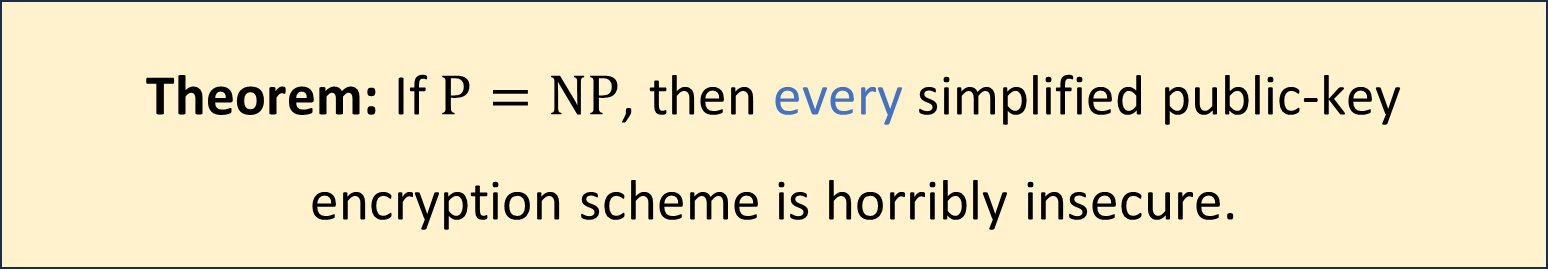 Theorem: If P = NP, then every simplified public-key
encryption scheme is horribly insecure.